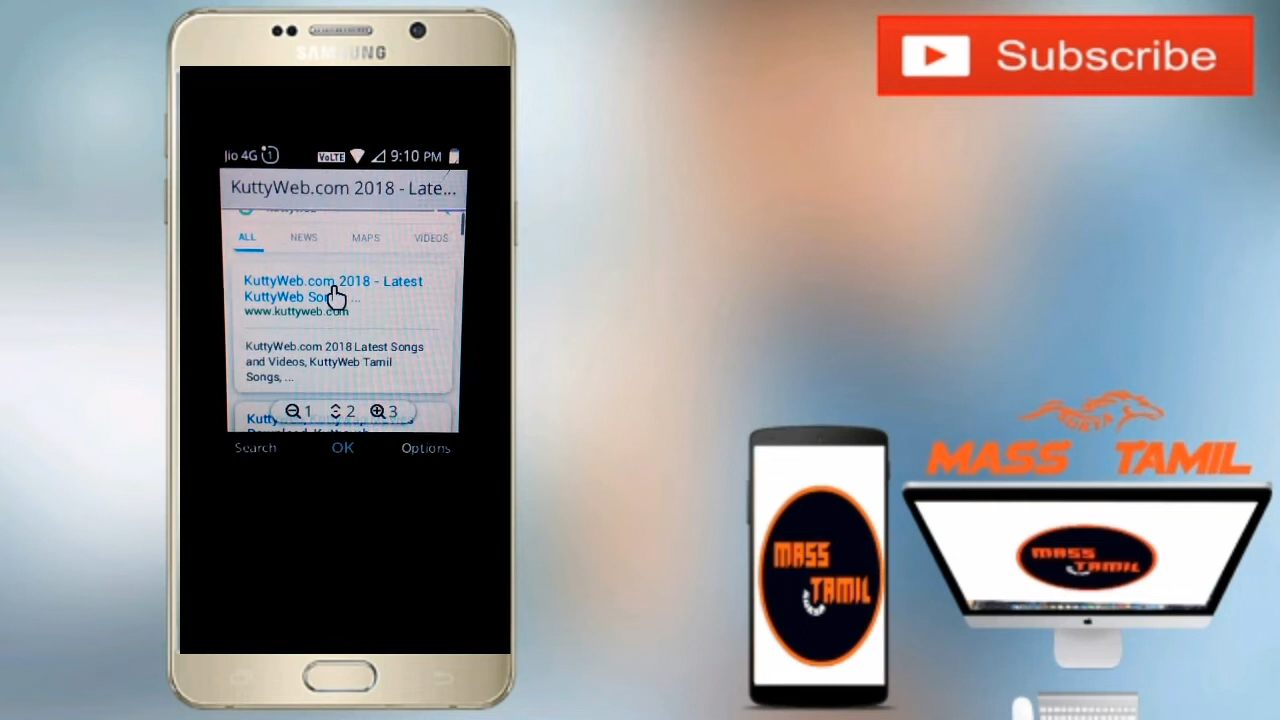 SAMSUNG
Subscribe
Jio 4G 1 VoLTE 9:10 PM
KuttyWeb.com 2018 - Late...
ALL NEWS MAPS VIDEOS
KuttyWeb.com 2018 - Latest
KuttyWeb ...
www.kuttyweb.com
KuttyWeb.com 2018 Latest Songs
and Videos, KuttyWeb Tamil
Songs, ...
1 2 3
Search OK Options
MASS TAMIL
MASS
TAMIL
MASS
TAMIL